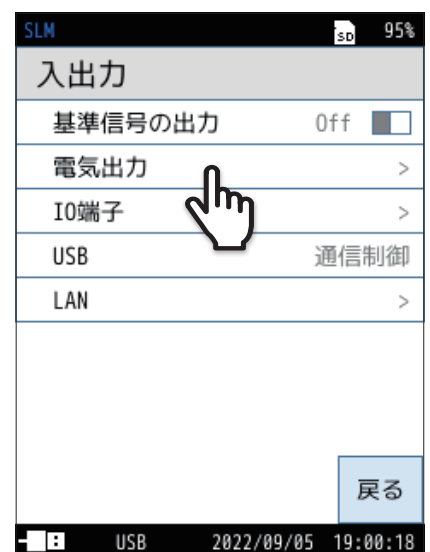 SLM SD 95%
入出力
基準信号の出力 Off
電気出力 >
IO端子 >
USB 通信制御
LAN >
戻る
USB 2022/09/05 19:00:18